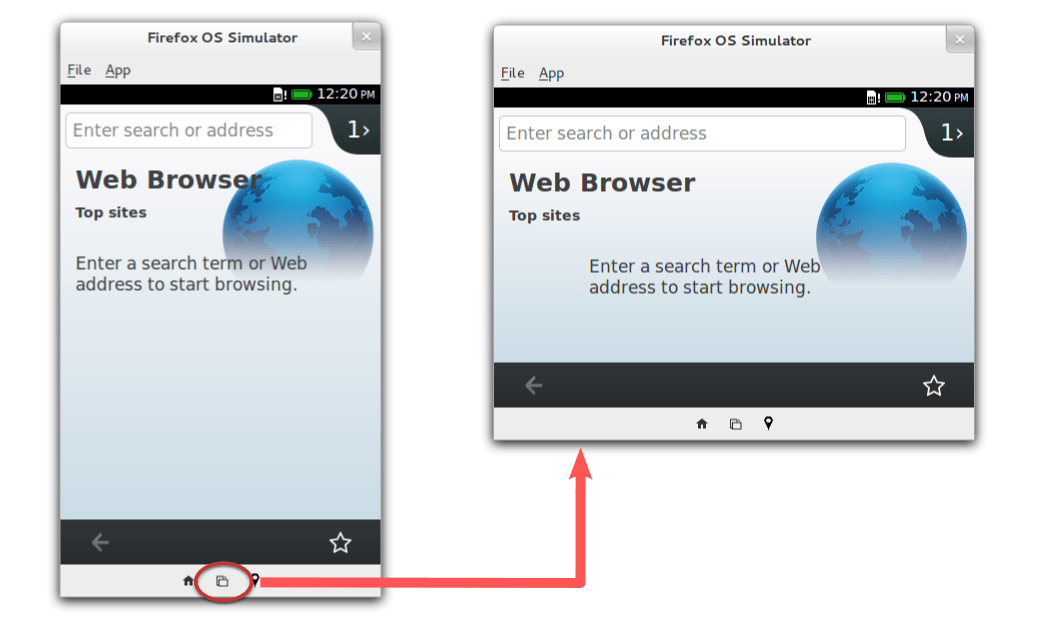 Firefox OS Simulator
File App
12:20 PM
Enter search or address
1›
Web Browser
Top sites
Enter a search term or Web
address to start browsing.
Firefox OS Simulator
File App
12:20 PM
Enter search or address
1›
Web Browser
Top sites
Enter a search term or Web
address to start browsing.